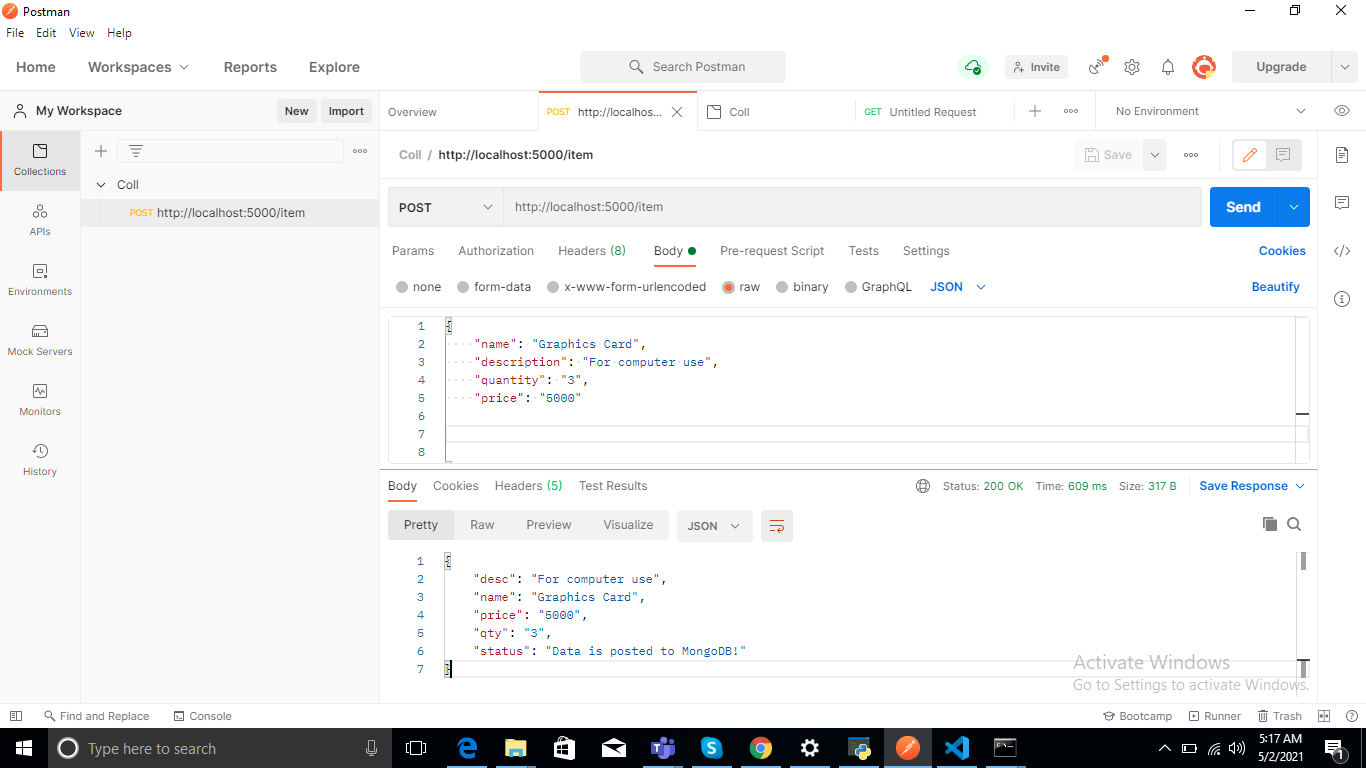 Postman
File Edit View Help
Home Workspaces Reports Explore Search Postman Invite Upgrade
My Workspace New Import Overview POST http://localhos... Coll GET Untitled Request No Environment
Collections
APIs
Environments
Mock Servers
Monitors
History
Coll
POST http://localhost:5000/item
Coll / http://localhost:5000/item Save
POST http://localhost:5000/item Send
Params Authorization Headers (8) Body Pre-request Script Tests Settings Cookies
none form-data x-www-form-urlencoded raw binary GraphQL JSON Beautify
1 {
2 "name": "Graphics Card",
3 "description": "For computer use",
4 "quantity": "3",
5 "price": "5000"
6
7
8
Body Cookies Headers (5) Test Results Status: 200 OK Time: 609 ms Size: 317 B Save Response
Pretty Raw Preview Visualize JSON
1 {
2 "desc": "For computer use",
3 "name": "Graphics Card",
4 "price": "5000",
5 "qty": "3",
6 "status": "Data is posted to MongoDB!"
7 }
Activate Windows
Go to Settings to activate Windows.
Find and Replace Console Bootcamp Runner Trash
Type here to search
5:17 AM
5/2/2021
1